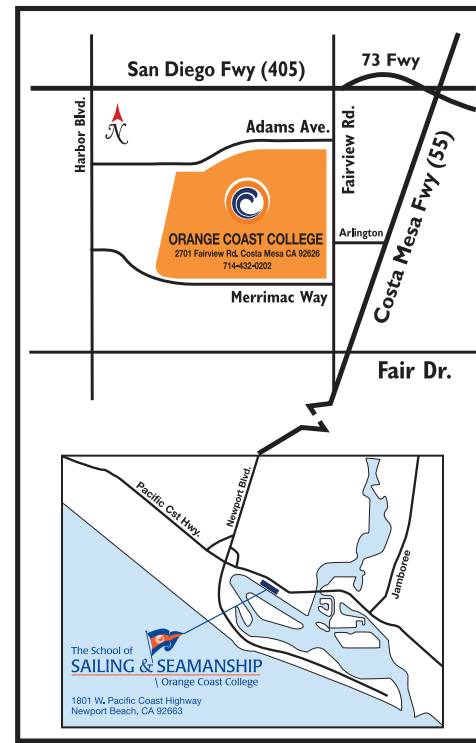 San Diego Fwy (405)
73 Fwy
Harbor Blvd.
N
Adams Ave.
Fairview Rd.
Costa Mesa Fwy (55)
Arlington
ORANGE COAST COLLEGE
2701 Fairview Rd. Costa Mesa CA 92626
714-432-0202
Merrimac Way
Fair Dr.
Pacific Cst Hwy.
Newport Blvd.
Jamboree
The School of
SAILING & SEAMANSHIP
\ Orange Coast College
1801 W. Pacific Coast Highway
Newport Beach, CA 92663